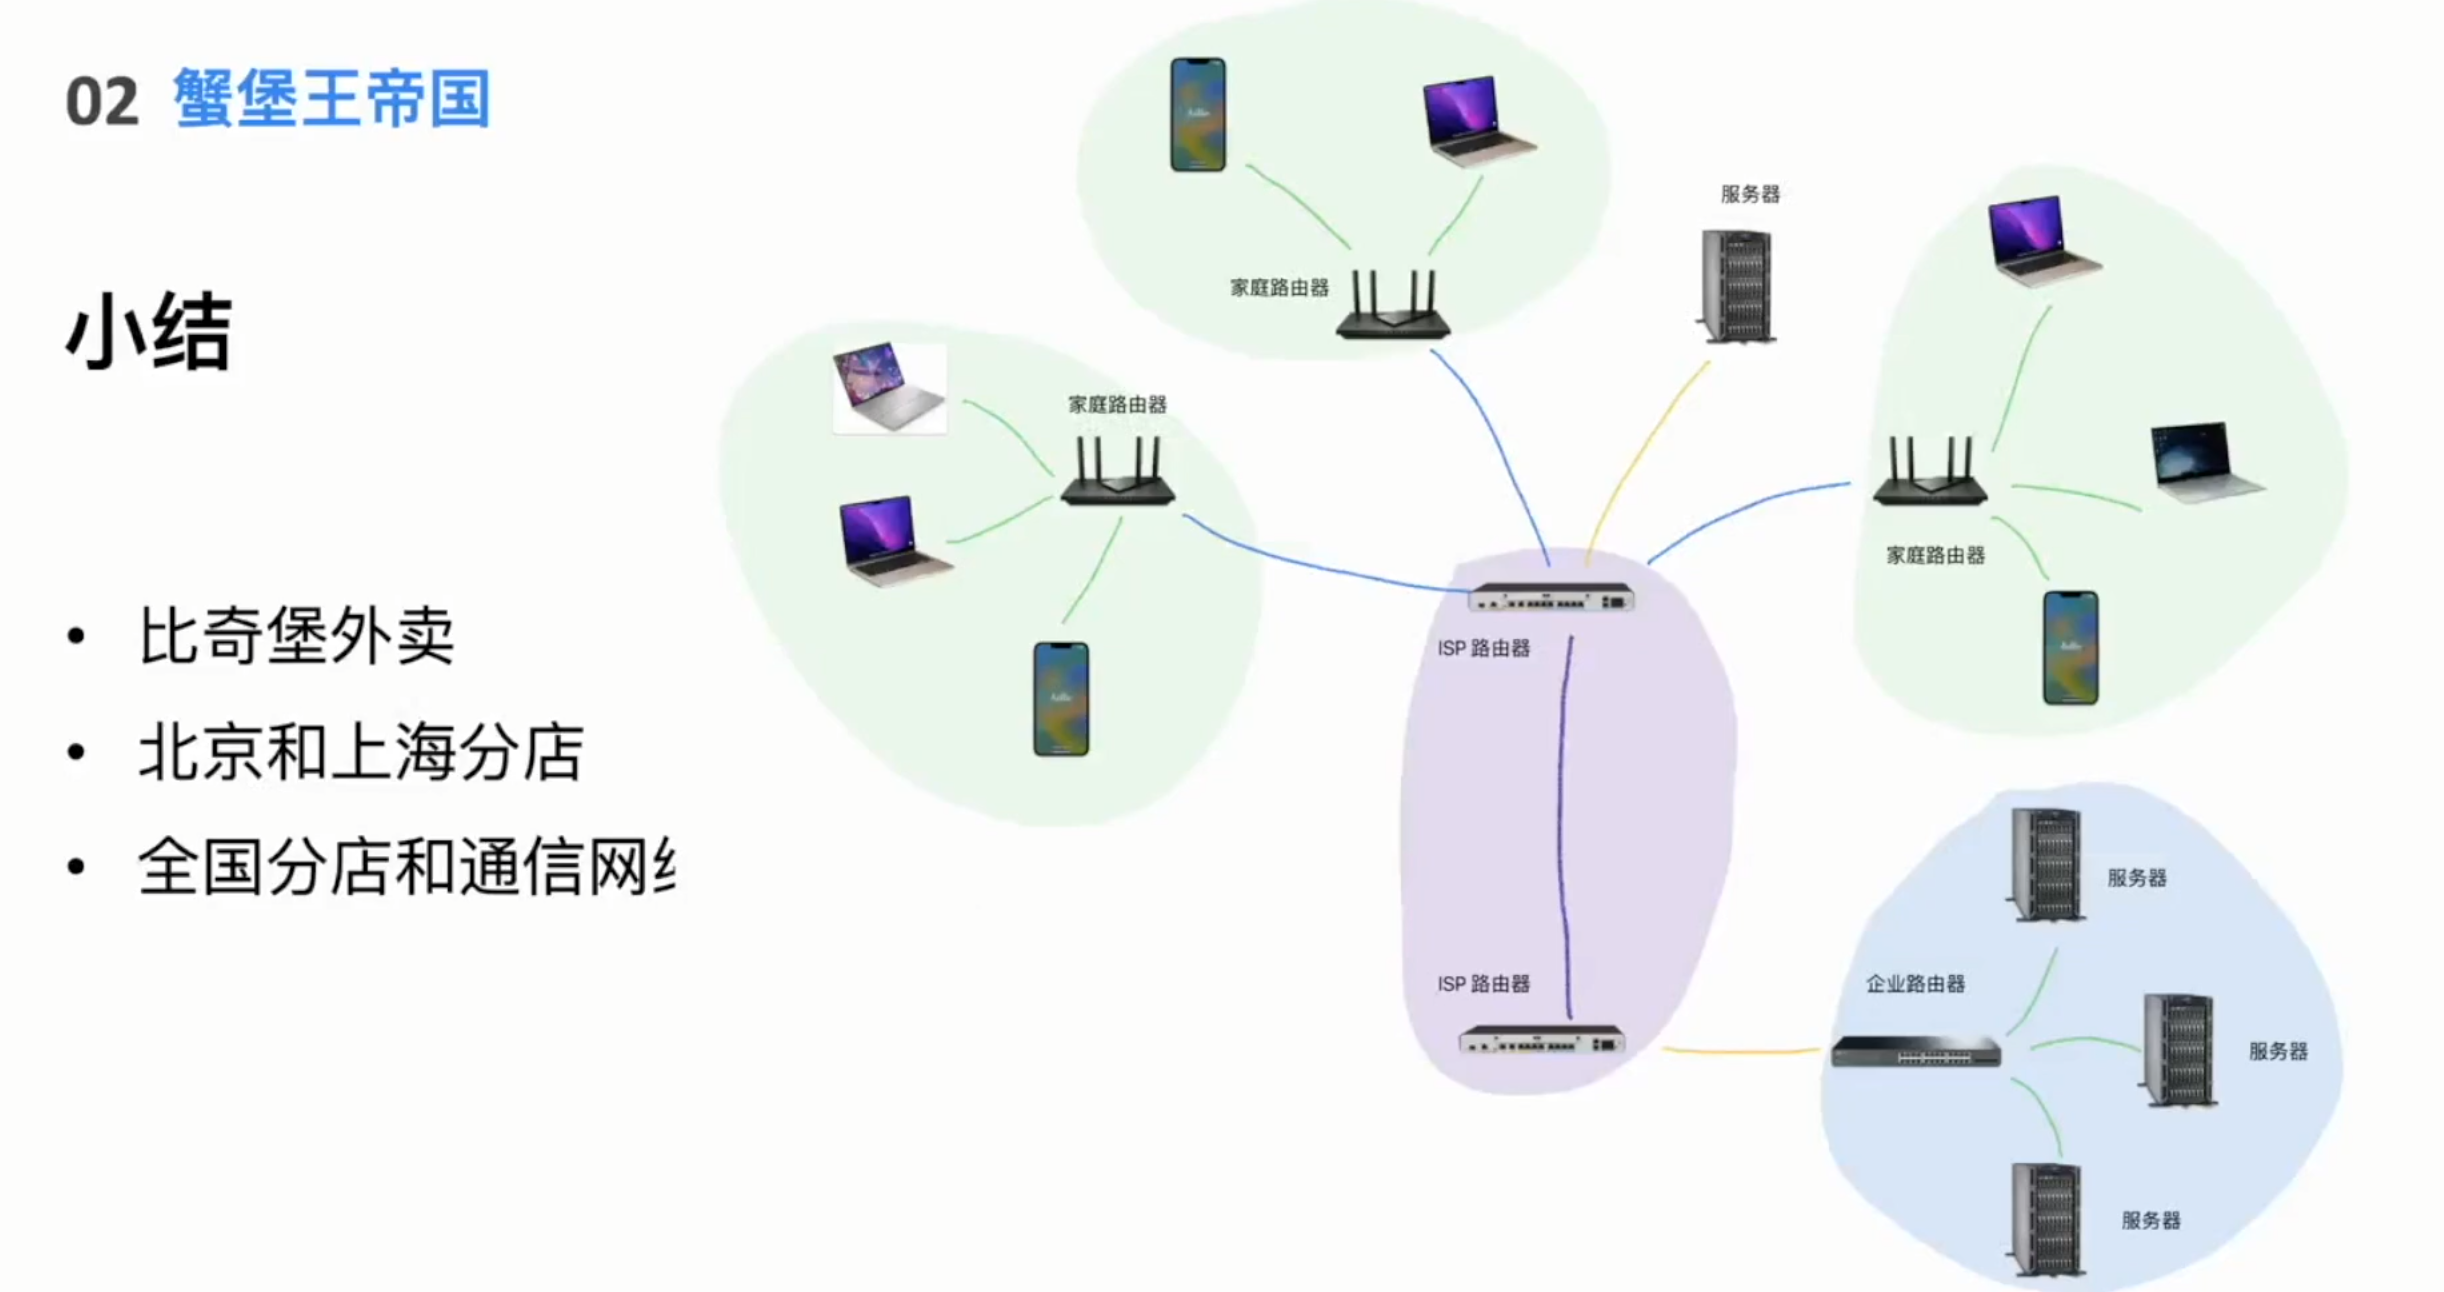 02 蟹堡王帝国
小结
• 比奇堡外卖
• 北京和上海分店
• 全国分店和通信网
家庭路由器
服务器
家庭路由器
家庭路由器
ISP 路由器
ISP 路由器
企业路由器
服务器
服务器
服务器